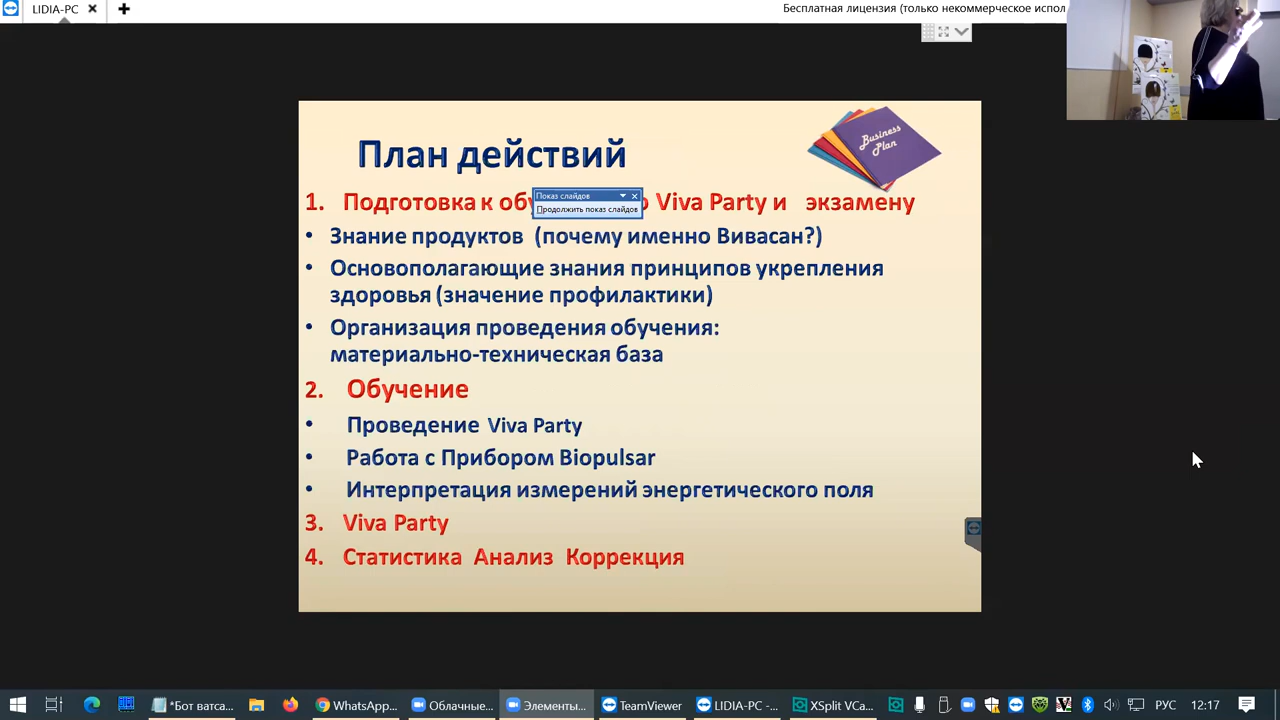 LIDIA-PC
Бесплатная лицензия (только некоммерческое испол
План действий
Business
Plan
Показ слайдов
Продолжить показ слайдов
1. Подготовка к обу о Viva Party и экзамену
• Знание продуктов (почему именно Вивасан?)
• Основополагающие знания принципов укрепления
здоровья (значение профилактики)
• Организация проведения обучения:
материально-техническая база
2. Обучение
• Проведение Viva Party
• Работа с Прибором Biopulsar
• Интерпретация измерений энергетического поля
3. Viva Party
4. Статистика Анализ Коррекция
*Бот ватса...
WhatsApp...
Облачные...
Элементы...
TeamViewer
LIDIA-PC -...
XSplit VCa...
РУС
12:17